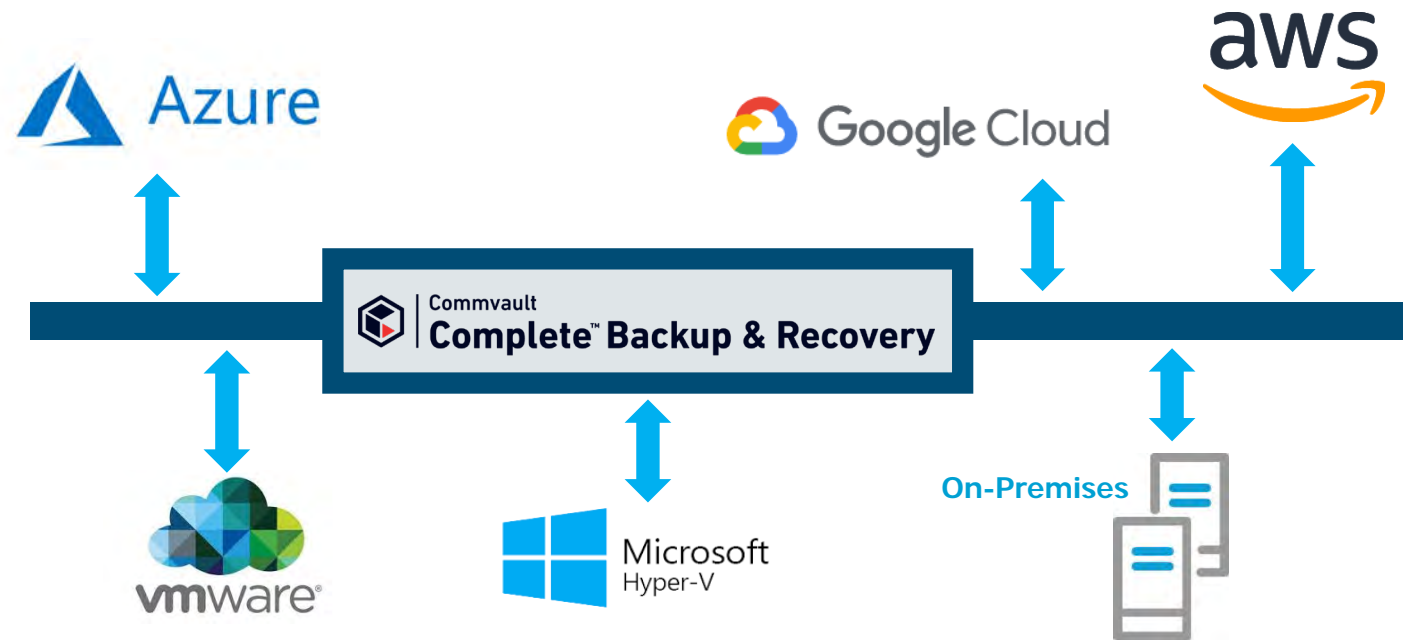 aws
Azure
Google Cloud
Commvault
Complete™ Backup & Recovery
On-Premises
vmware®
Microsoft
Hyper-V